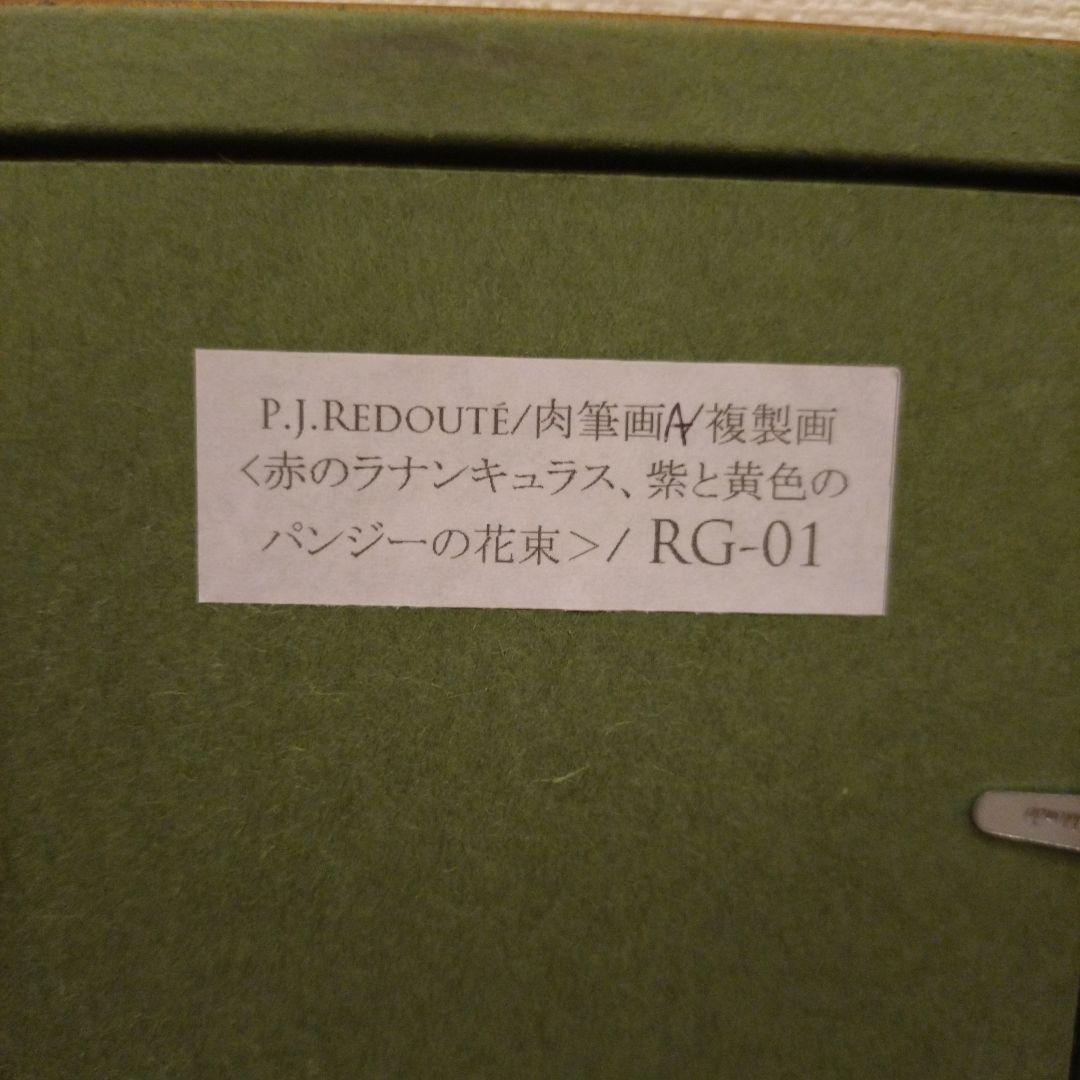 P.J.REDOUTÉ/肉筆画A/複製画
<赤のラナンキュラス、紫と黄色の
パンジーの花束>/ RG-01